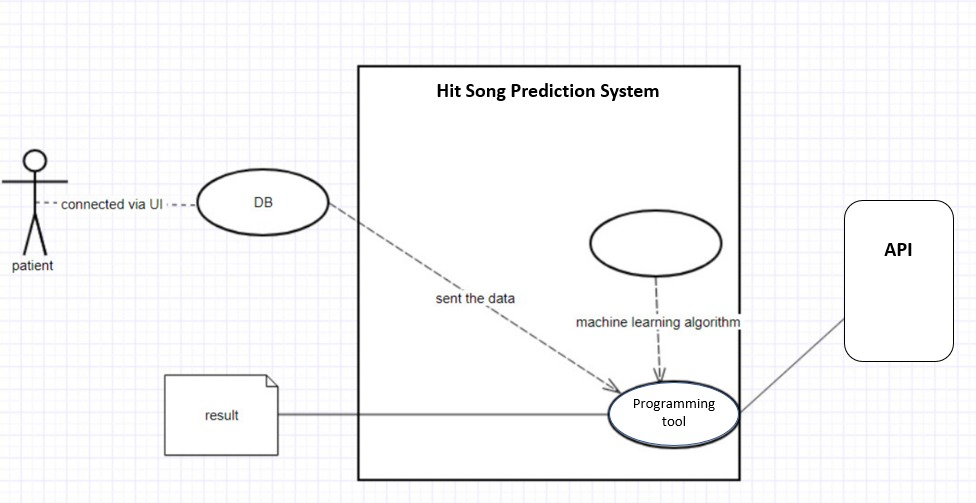 Hit Song Prediction System
connected via UI
DB
patient
API
sent the data
machine learning algorithm
Programming
tool
result